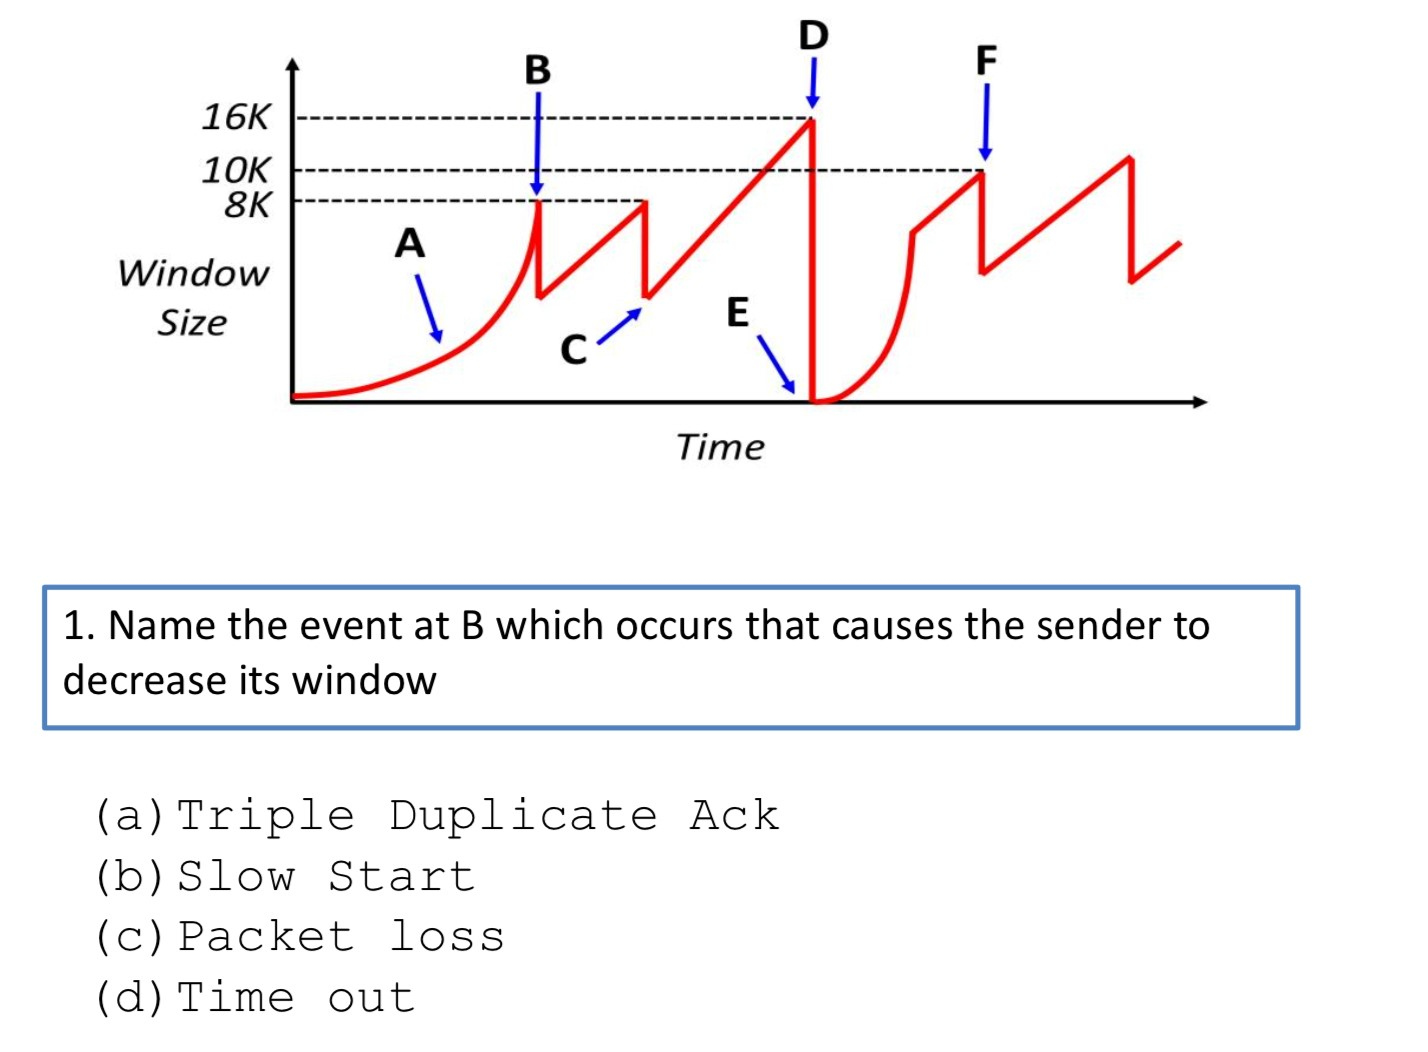 D
B
F
16K
10K
8K
A
Window
Size
E
C
Time
1. Name the event at B which occurs that causes the sender to
decrease its window
(a) Triple Duplicate Ack
(b) Slow Start
(c) Packet loss
(d) Time out